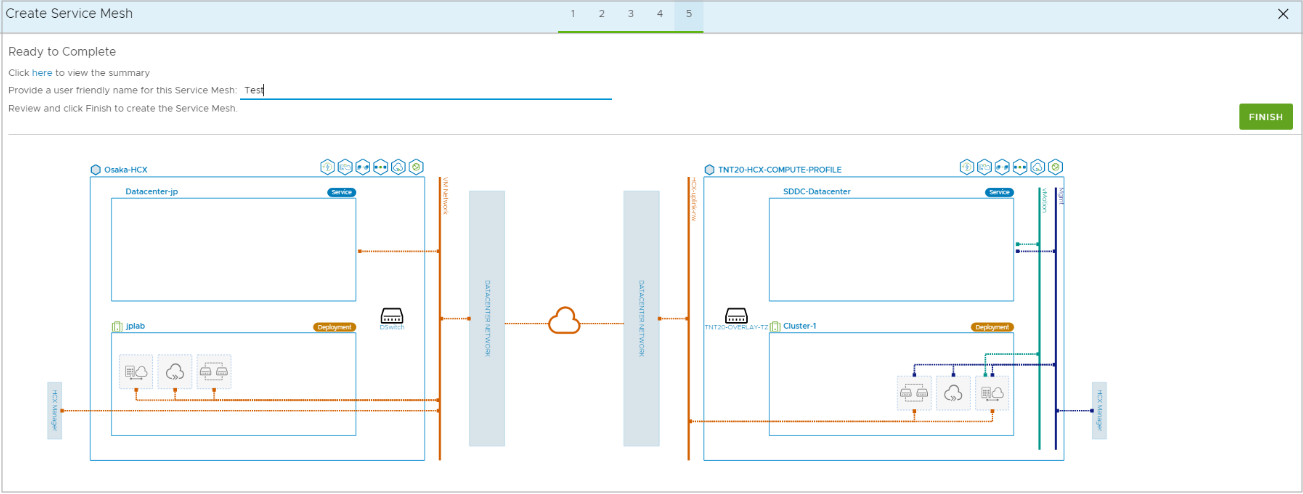 Create Service Mesh
1 2 3 4 5
Ready to Complete
Click here to view the summary
Provide a user friendly name for this Service Mesh: Test
Review and click Finish to create the Service Mesh.
FINISH
Osaka-HCX
Datacenter-jp
Service
VM Network
DATACENTER NETWORK
DSwitch
jplab
Deployment
HCX Manager
DATACENTER NETWORK
TNT20-HCX-COMPUTE-PROFILE
HCX-uplink-nw
SDDC-Datacenter
Service
vMotion
Mgmt
TNT20-OVERLAY-TZ
Cluster-1
Deployment
HCX Manager